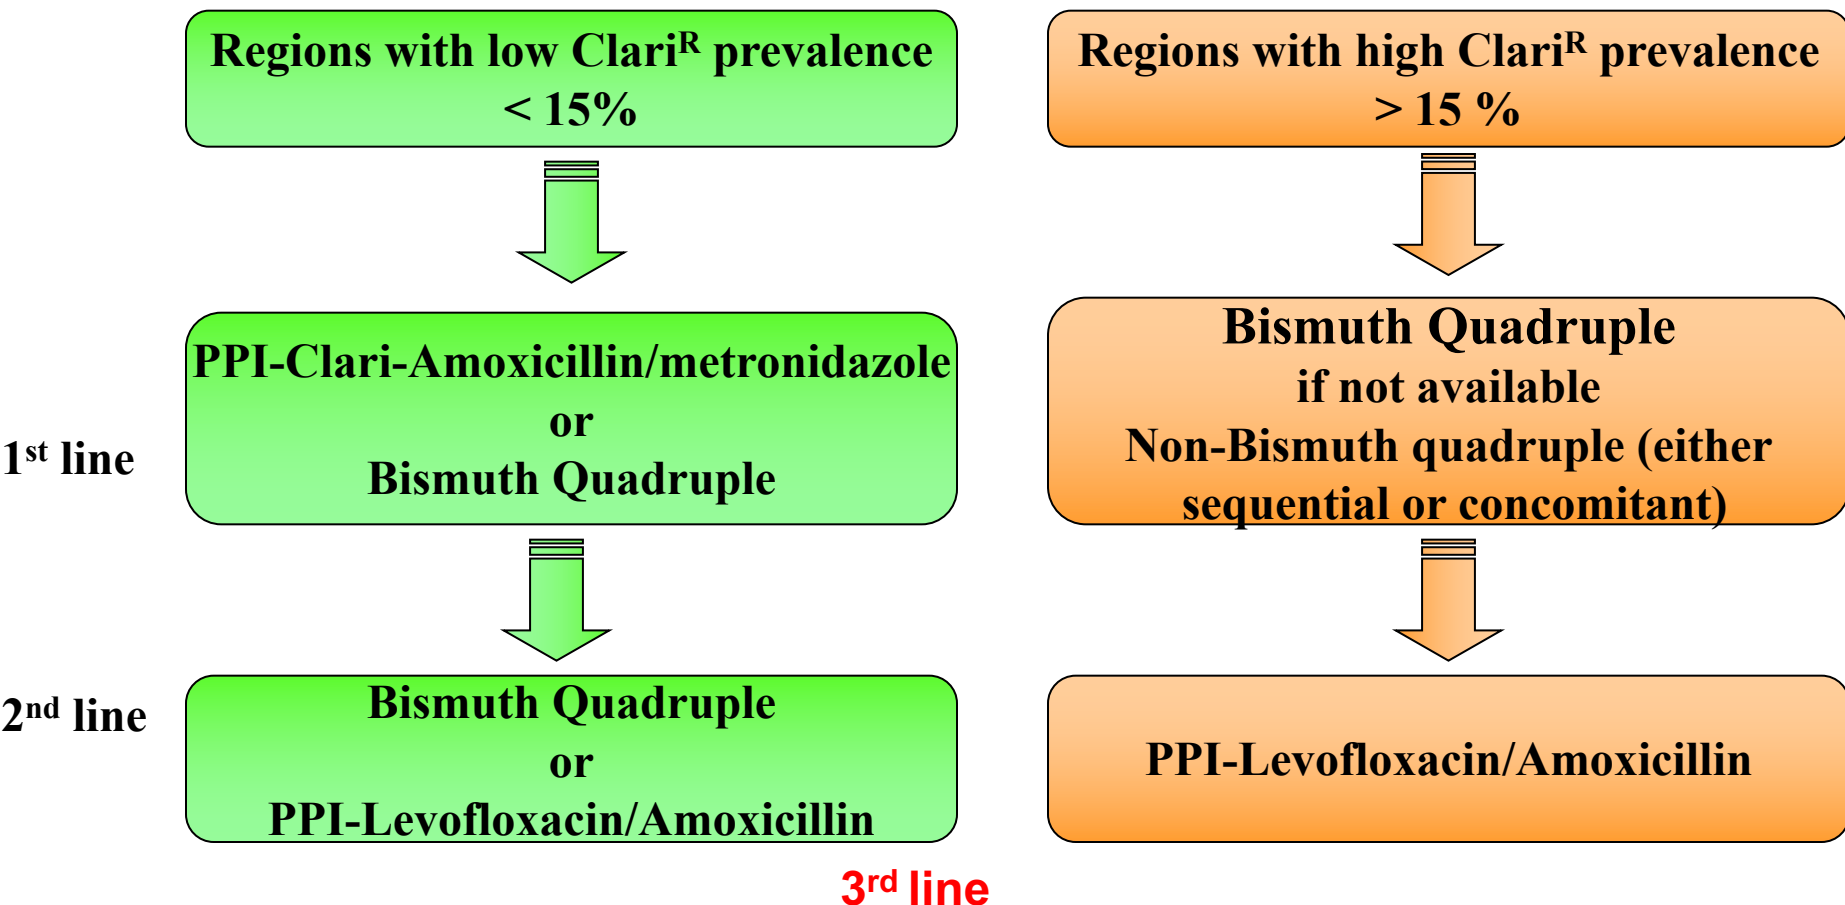 Regions with low Clari^R prevalence
< 15%
Regions with high Clari^R prevalence
> 15 %
1st line
PPI-Clari-Amoxicillin/metronidazole
or
Bismuth Quadruple
Bismuth Quadruple
if not available
Non-Bismuth quadruple (either
sequential or concomitant)
2nd line
Bismuth Quadruple
or
PPI-Levofloxacin/Amoxicillin
PPI-Levofloxacin/Amoxicillin
3rd line